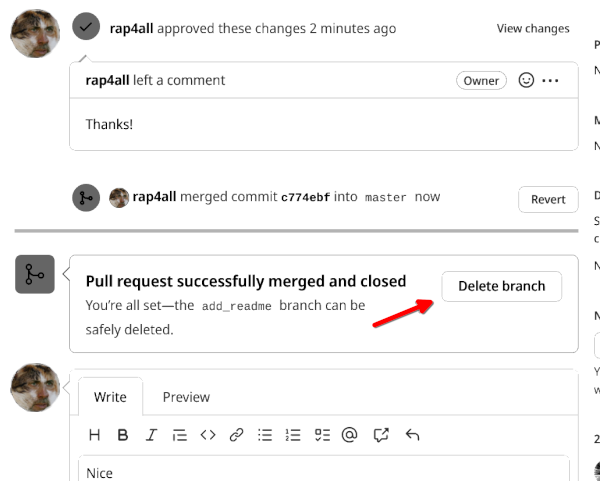 rap4all approved these changes 2 minutes ago
View changes
rap4all left a comment
Owner
Thanks!
rap4all merged commit c774ebf into master now
Revert
Pull request successfully merged and closed
Delete branch
You're all set—the add_readme branch can be
safely deleted.
Write
Preview
Nice